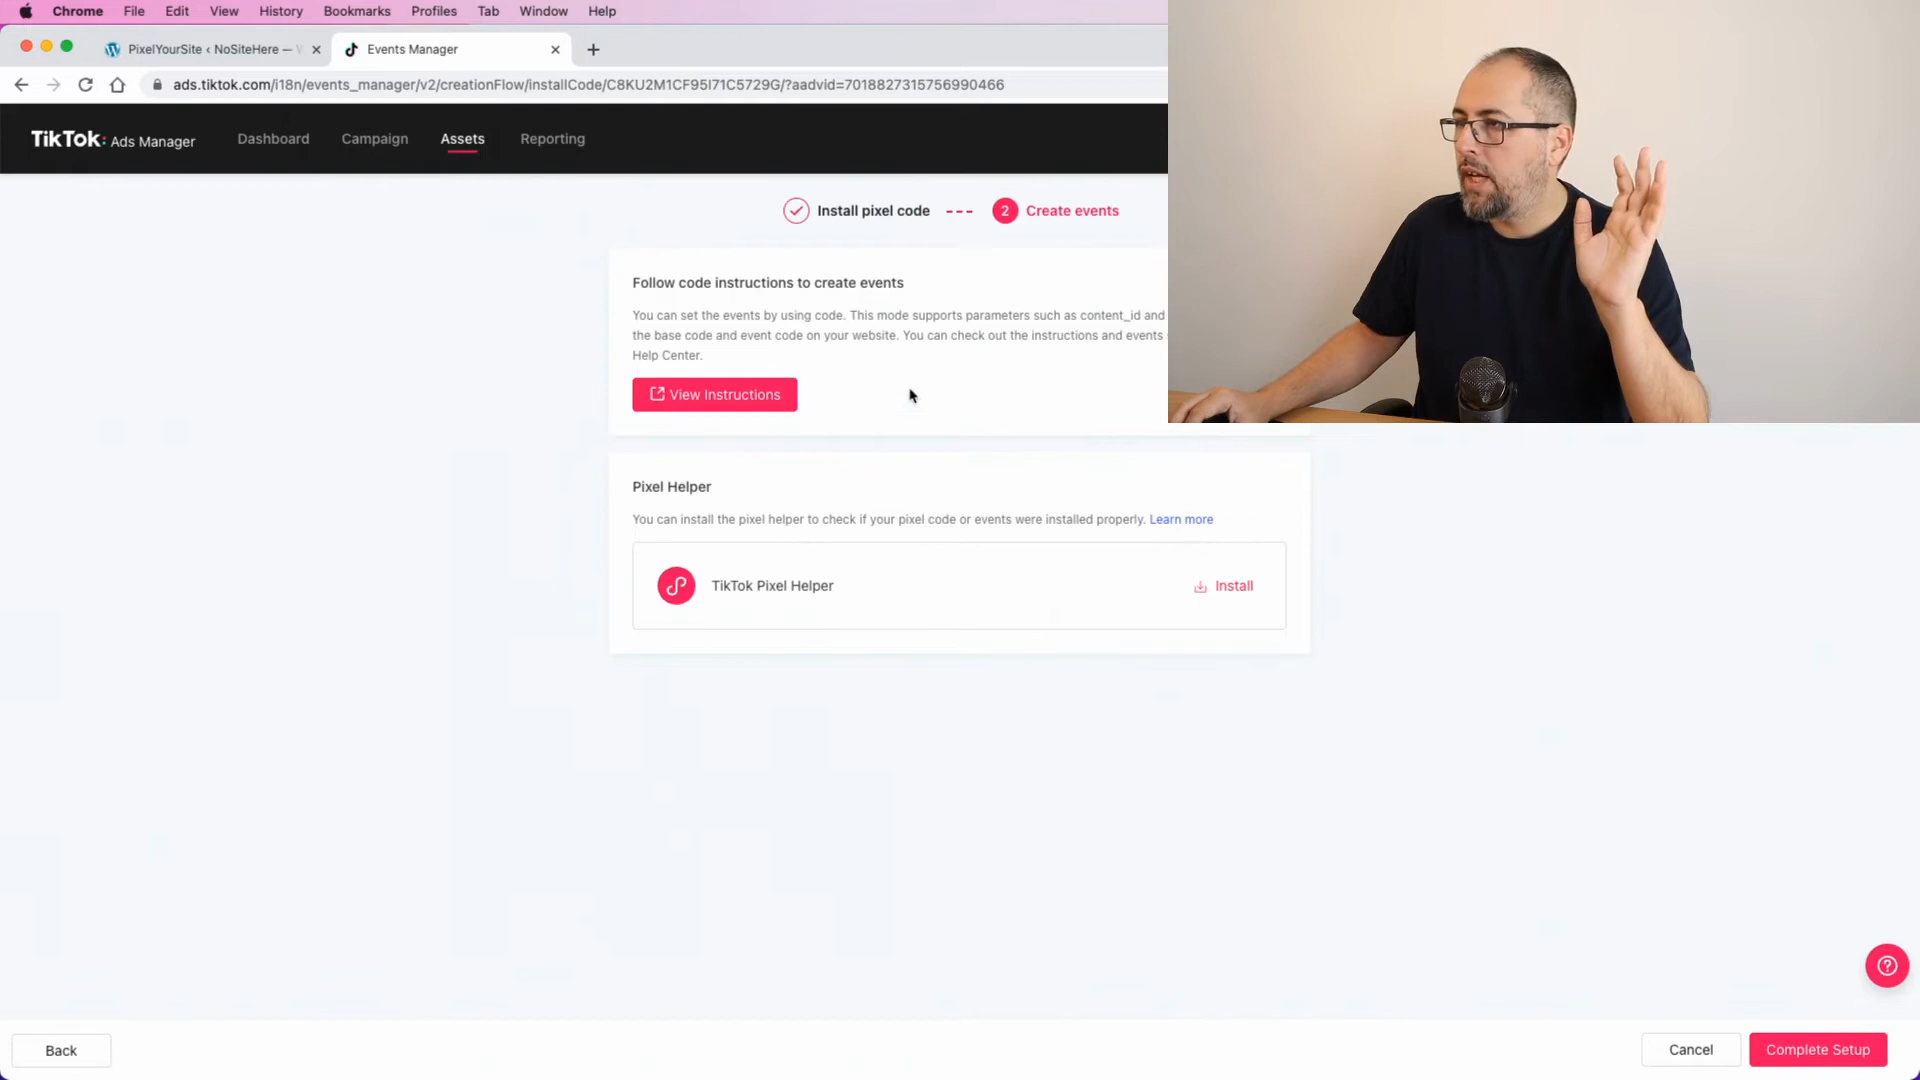 Chrome File Edit View History Bookmarks Profiles Tab Window Help
PixelYourSite ‹ NoSiteHere — Events Manager
ads.tiktok.com/i18n/events_manager/v2/creationFlow/installCode/C8KU2M1CF95I71C5729G/?aadvid=7018827315756990466
TikTok: Ads Manager Dashboard Campaign Assets Reporting
Install pixel code 2 Create events
Follow code instructions to create events
You can set the events by using code. This mode supports parameters such as content_id and
the base code and event code on your website. You can check out the instructions and events
Help Center.
View Instructions
Pixel Helper
You can install the pixel helper to check if your pixel code or events were installed properly. Learn more
TikTok Pixel Helper Install
Back Cancel Complete Setup